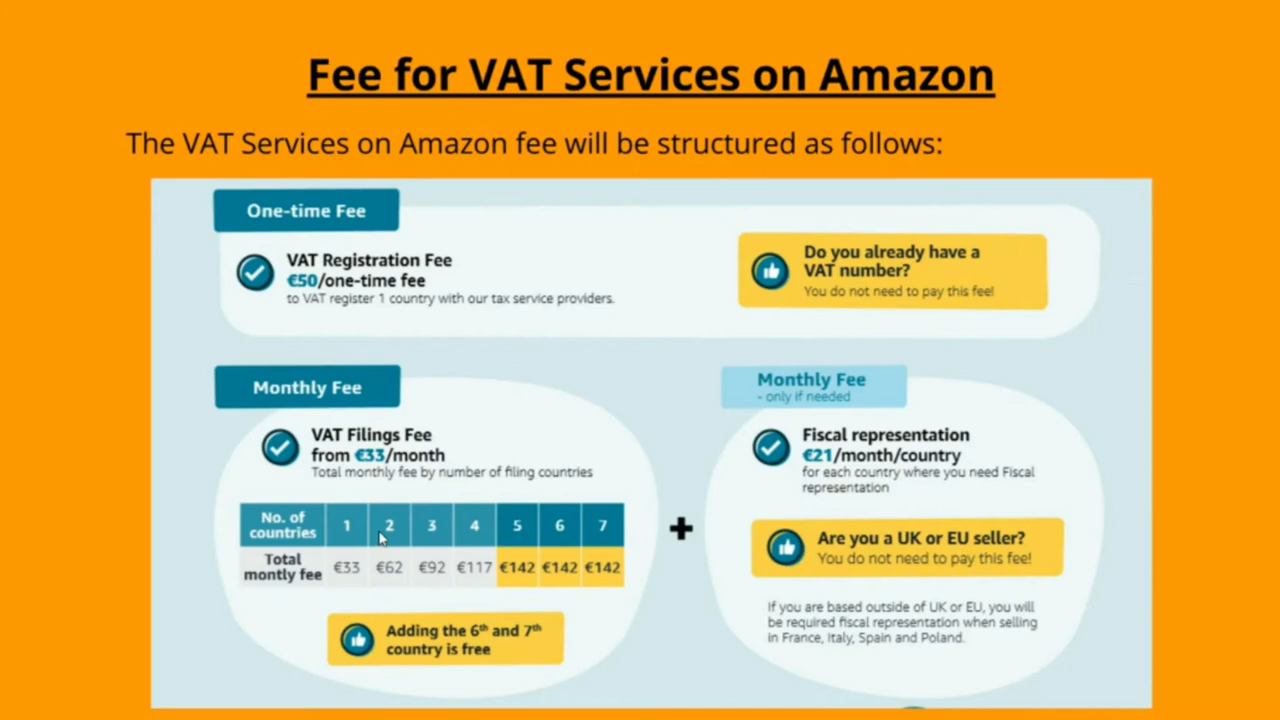 Fee for VAT Services on Amazon
The VAT Services on Amazon fee will be structured as follows:
One-time Fee
VAT Registration Fee
€50/one-time fee
to VAT register 1 country with our tax service providers.
Do you already have a
VAT number?
You do not need to pay this fee!
Monthly Fee
VAT Filings Fee
from €33/month
Total monthly fee by number of filing countries
No. of
countries
1 2 3 4 5 6 7
Total
montly fee
€33 €62 €92 €117 €142 €142 €142
Adding the 6th and 7th
country is free
+
Monthly Fee
- only if needed
Fiscal representation
€21/month/country
for each country where you need Fiscal
representation
Are you a UK or EU seller?
You do not need to pay this fee!
If you are based outside of UK or EU, you will
be required fiscal representation when selling
in France, Italy, Spain and Poland.